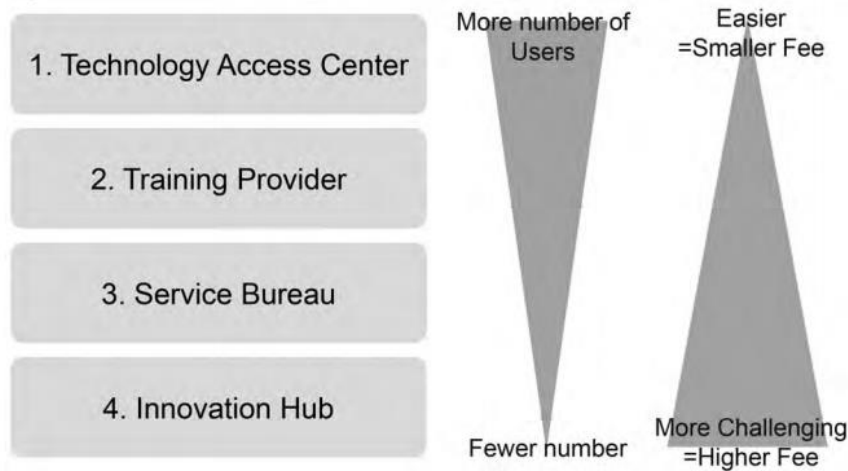 1. Technology Access Center
2. Training Provider
3. Service Bureau
4. Innovation Hub
More number of
Users
Fewer number
Easier
=Smaller Fee
More Challenging
=Higher Fee